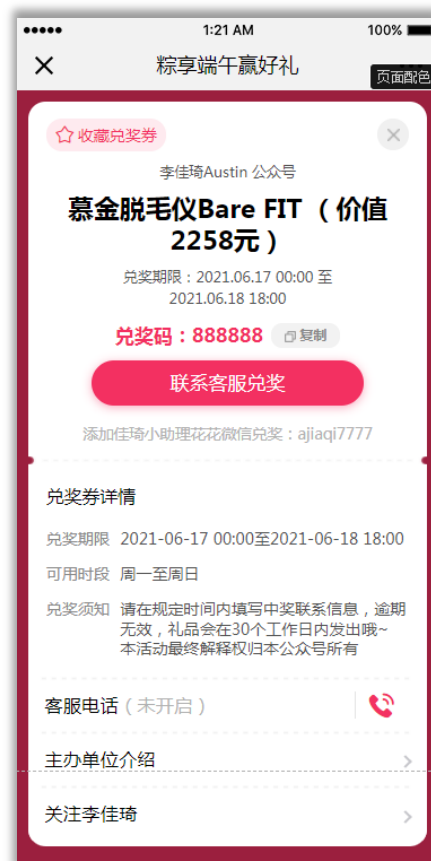 1:21 AM
100%
粽享端午赢好礼
页面配色
收藏兑奖券
李佳琦Austin 公众号
慕金脱毛仪Bare FIT （价值
2258元）
兑奖期限：2021.06.17 00:00 至
2021.06.18 18:00
兑奖码：888888
复制
联系客服兑奖
添加佳琦小助理花花微信兑奖：ajiaqi7777
兑奖券详情
兑奖期限 2021-06-17 00:00至2021-06-18 18:00
可用时段 周一至周日
兑奖须知 请在规定时间内填写中奖联系信息，逾期
无效，礼品会在30个工作日内发出哦~
本活动最终解释权归本公众号所有
客服电话（未开启）
主办单位介绍
关注李佳琦